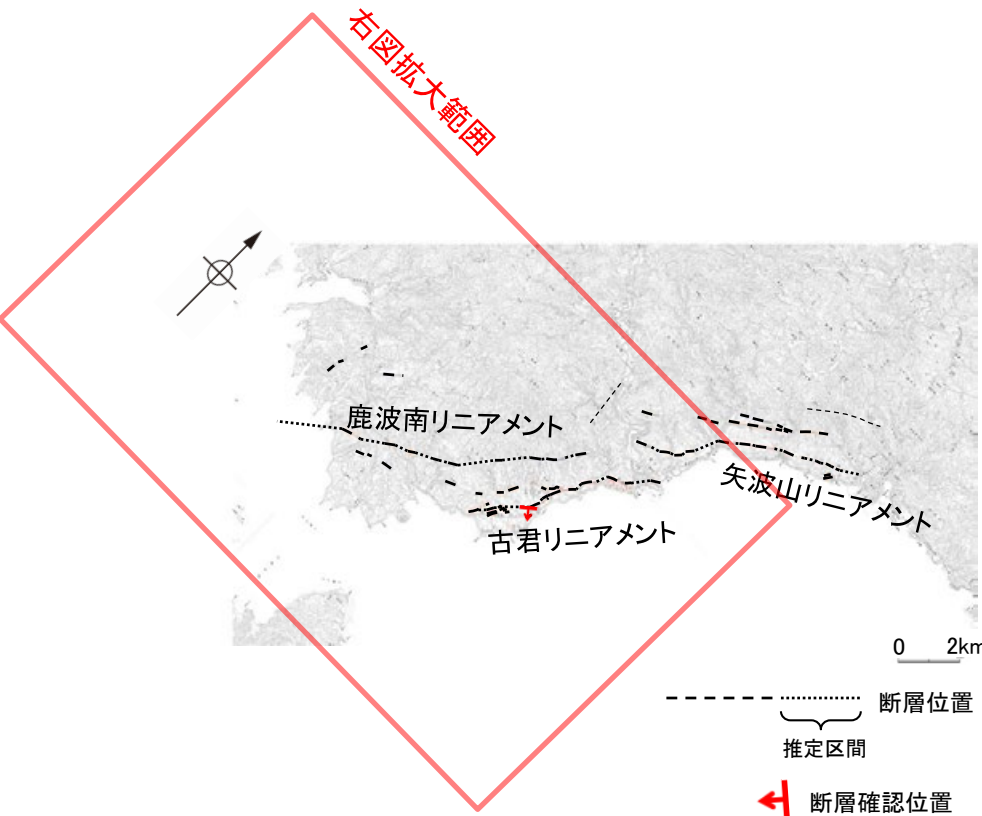 右図拡大範囲
鹿波南リニアメント
矢波山リニアメント
古君リニアメント
0 2km
断層位置
推定区間
断層確認位置